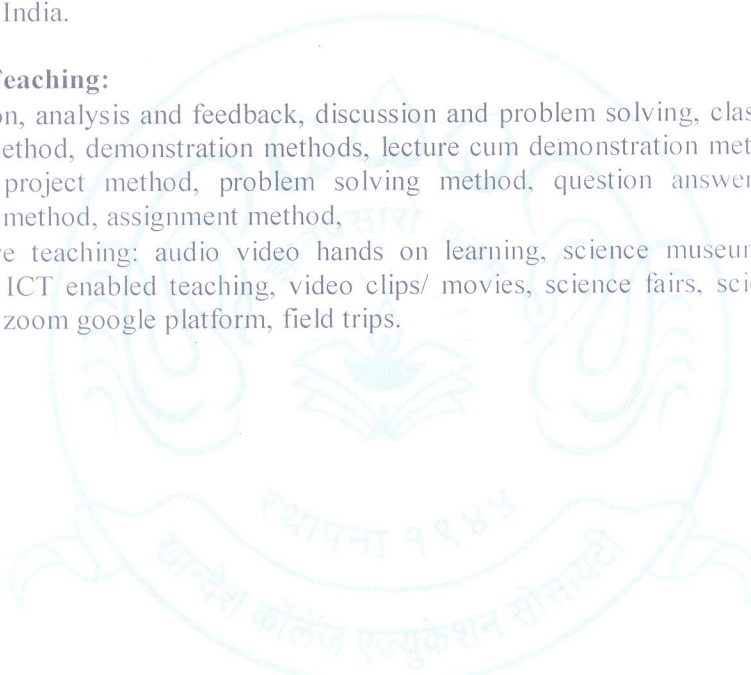 India.
Teaching:
on, analysis and feedback, discussion and problem solving, clas
ethod, demonstration methods, lecture cum demonstration met
project method, problem solving method, question answer
method, assignment method,
e teaching: audio video hands on learning, science museu
ICT enabled teaching, video clips/ movies, science fairs, sci
zoom google platform, field trips.
स्थापना १९४४
खान्देश कॉलेज एज्युकेशन सोसायटी